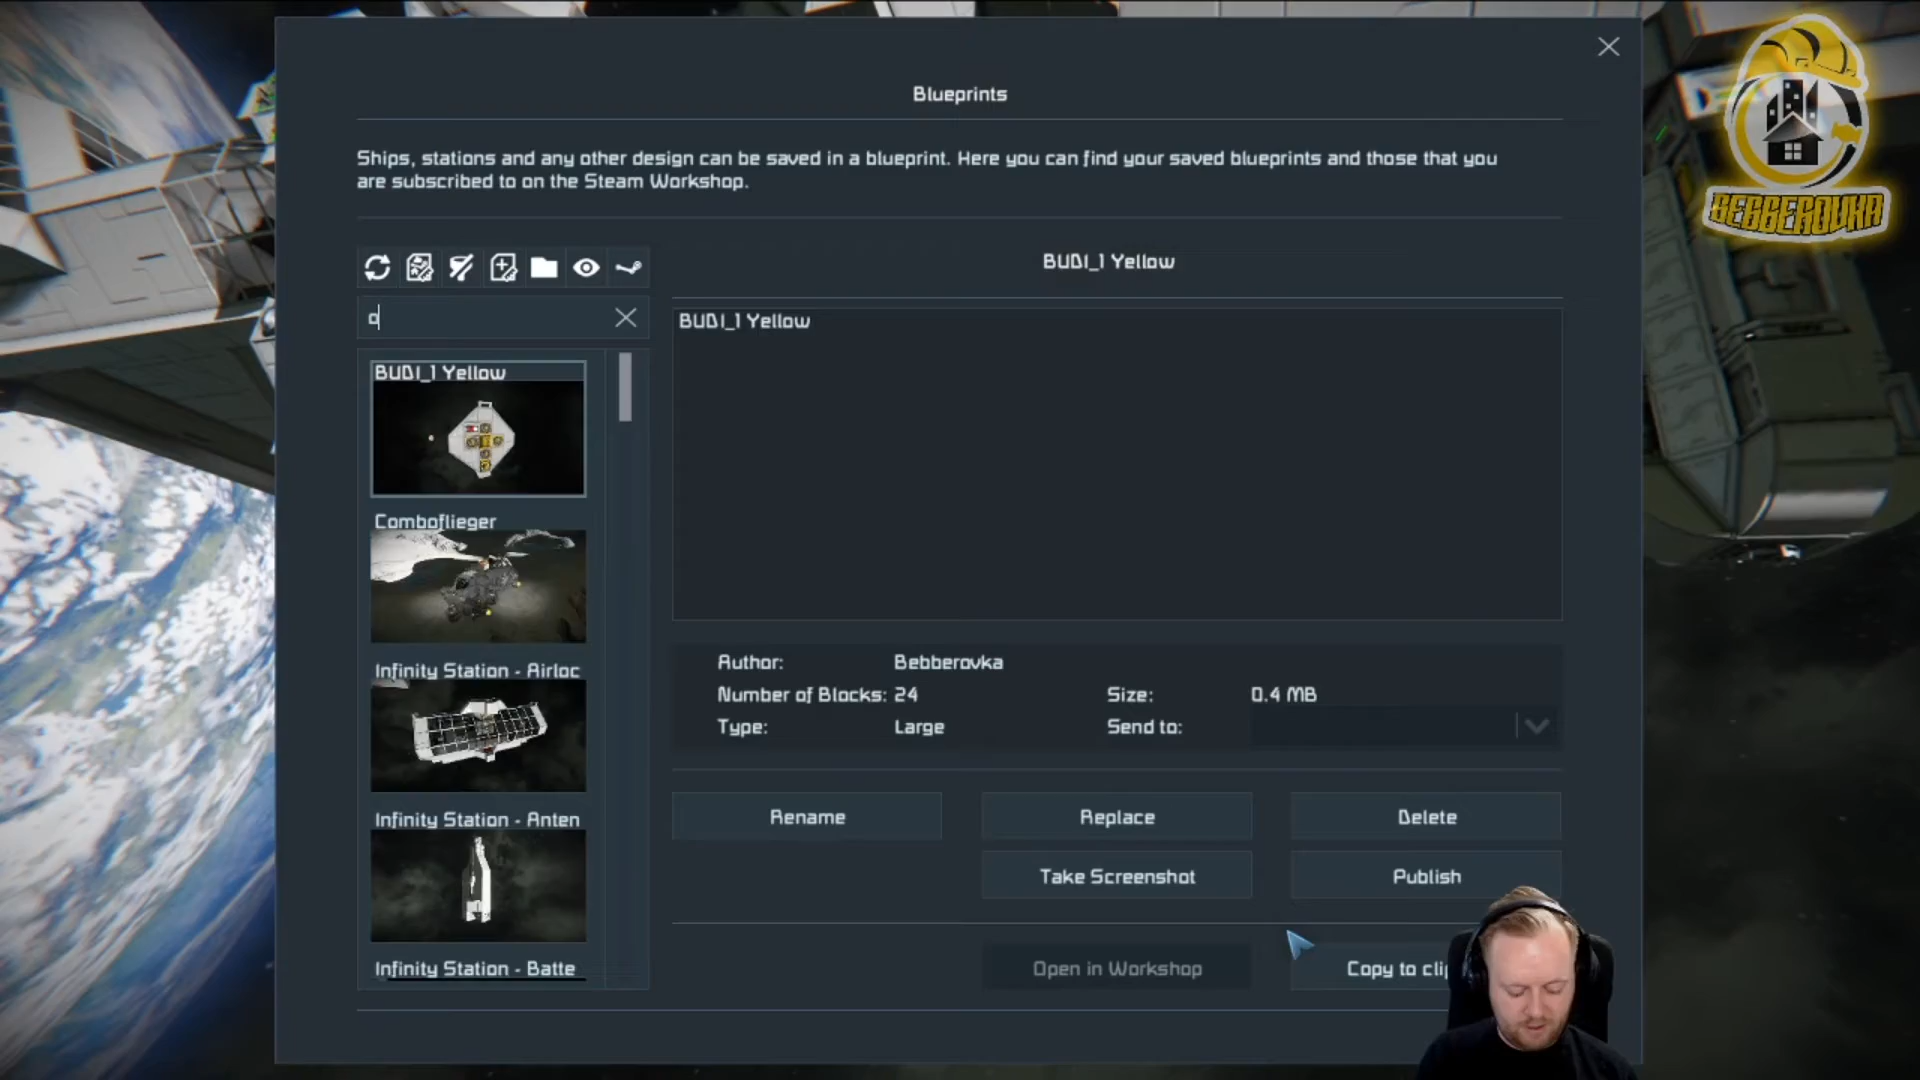 Blueprints
Ships, stations and any other design can be saved in a blueprint. Here you can find your saved blueprints and those that you
are subscribed to on the Steam Workshop.
BUDI_1 Yellow
a
BUDI_1 Yellow
BUDI_1 Yellow
Comboflieger
Infinity Station - Airloc
Infinity Station - Anten
Infinity Station - Batte
Author: Bebberovka
Number of Blocks: 24 Size: 0.4 MB
Type: Large Send to:
Rename Replace Delete
Take Screenshot Publish
Open in Workshop Copy to clip
BEBBEROVKA